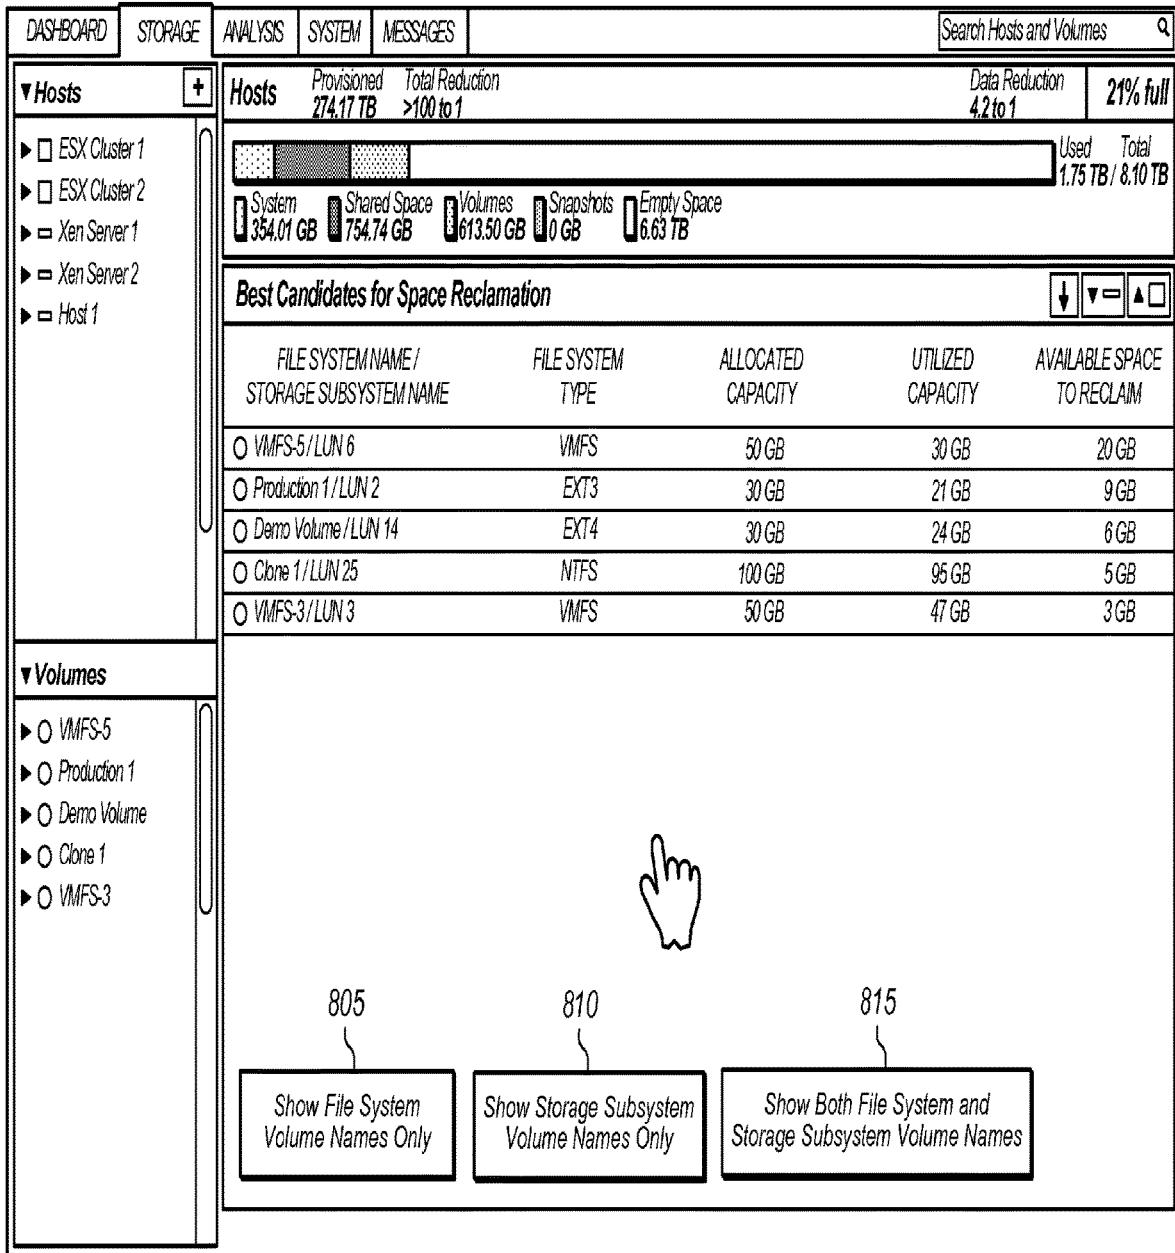 DASHBOARD STORAGE ANALYSIS SYSTEM MESSAGES Search Hosts and Volumes
Hosts +
ESX Cluster 1
ESX Cluster 2
Xen Server 1
Xen Server 2
Host 1
Volumes
VMFS-5
Production 1
Demo Volume
Clone 1
VMFS-3
Hosts Provisioned Total Reduction Data Reduction 21% full
274.17 TB >100 to 1 4.2 to 1
Used Total
1.75 TB / 8.10 TB
System Shared Space Volumes Snapshots Empty Space
354.01 GB 754.74 GB 613.50 GB 0 GB 6.63 TB
Best Candidates for Space Reclamation
FILE SYSTEM NAME / FILE SYSTEM ALLOCATED UTILIZED AVAILABLE SPACE
STORAGE SUBSYSTEM NAME TYPE CAPACITY CAPACITY TO RECLAIM
VMFS-5 / LUN 6 VMFS 50 GB 30 GB 20 GB
Production 1 / LUN 2 EXT3 30 GB 21 GB 9 GB
Demo Volume / LUN 14 EXT4 30 GB 24 GB 6 GB
Clone 1 / LUN 25 NTFS 100 GB 95 GB 5 GB
VMFS-3 / LUN 3 VMFS 50 GB 47 GB 3 GB
805 810 815
Show File System Show Storage Subsystem Show Both File System and
Volume Names Only Volume Names Only Storage Subsystem Volume Names